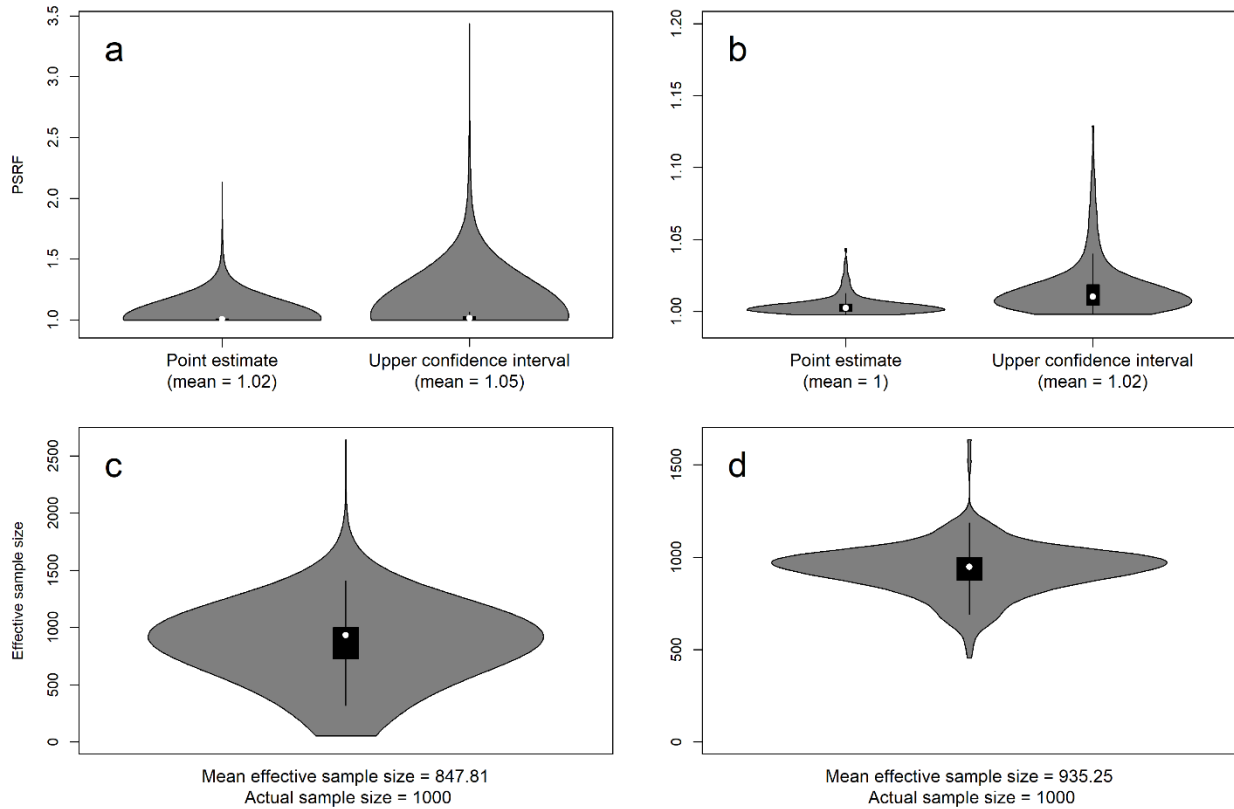 a
PSRF
3.5
3.0
2.5
2.0
1.5
1.0
Point estimate
(mean = 1.02)
Upper confidence interval
(mean = 1.05)
b
1.20
1.15
1.10
1.05
1.00
Point estimate
(mean = 1)
Upper confidence interval
(mean = 1.02)
c
Effective sample size
2500
2000
1500
1000
500
0
Mean effective sample size = 847.81
Actual sample size = 1000
d
1500
1000
500
0
Mean effective sample size = 935.25
Actual sample size = 1000